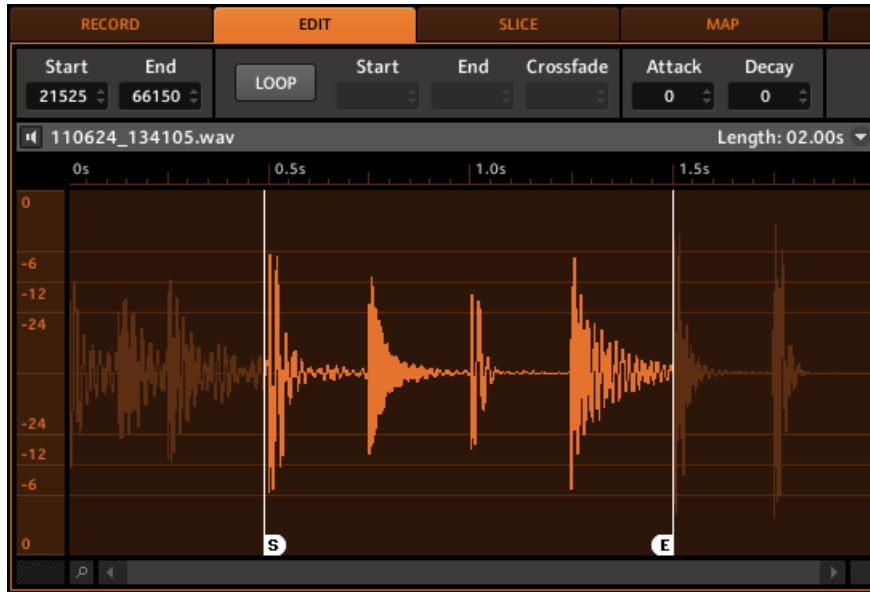 RECORD EDIT SLICE MAP
Start End Start End Crossfade Attack Decay
21525 66150 LOOP 0 0
110624_134105.wav Length: 02.00s
0s 0.5s 1.0s 1.5s
0
-6
-12
-24
-24
-12
-6
0
S E